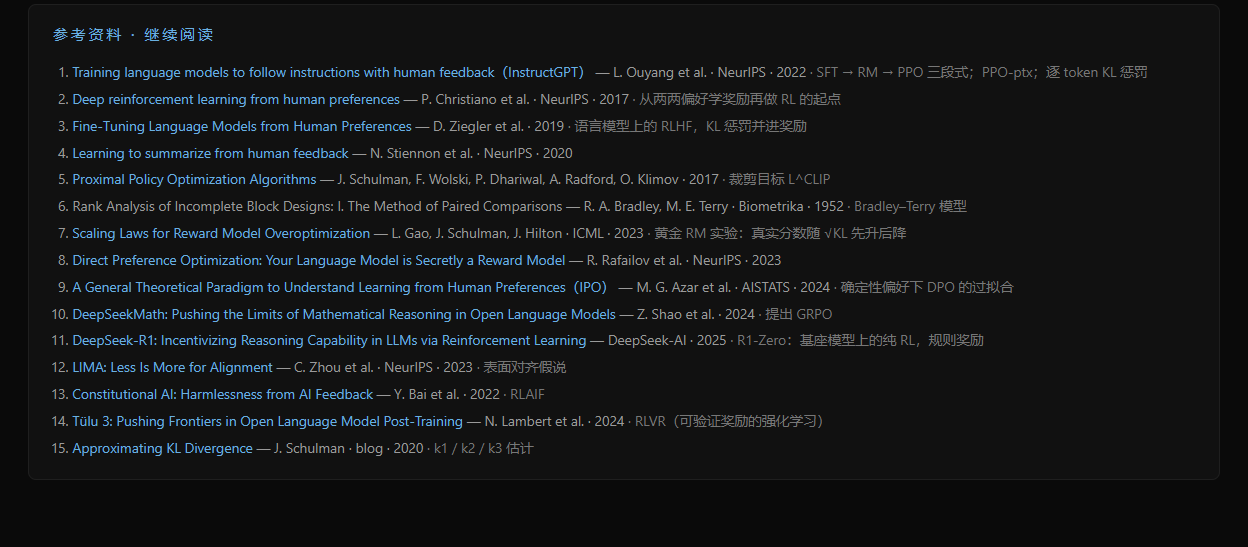 参考资料 · 继续阅读
1. Training language models to follow instructions with human feedback（InstructGPT） — L. Ouyang et al. · NeurIPS · 2022 · SFT → RM → PPO 三段式；PPO-ptx；逐 token KL 惩罚
2. Deep reinforcement learning from human preferences — P. Christiano et al. · NeurIPS · 2017 · 从两两偏好学奖励再做 RL 的起点
3. Fine-Tuning Language Models from Human Preferences — D. Ziegler et al. · 2019 · 语言模型上的 RLHF，KL 惩罚并进奖励
4. Learning to summarize from human feedback — N. Stiennon et al. · NeurIPS · 2020
5. Proximal Policy Optimization Algorithms — J. Schulman, F. Wolski, P. Dhariwal, A. Radford, O. Klimov · 2017 · 裁剪目标 L^CLIP
6. Rank Analysis of Incomplete Block Designs: I. The Method of Paired Comparisons — R. A. Bradley, M. E. Terry · Biometrika · 1952 · Bradley–Terry 模型
7. Scaling Laws for Reward Model Overoptimization — L. Gao, J. Schulman, J. Hilton · ICML · 2023 · 黄金 RM 实验：真实分数随 √KL 先升后降
8. Direct Preference Optimization: Your Language Model is Secretly a Reward Model — R. Rafailov et al. · NeurIPS · 2023
9. A General Theoretical Paradigm to Understand Learning from Human Preferences（IPO） — M. G. Azar et al. · AISTATS · 2024 · 确定性偏好下 DPO 的过拟合
10. DeepSeekMath: Pushing the Limits of Mathematical Reasoning in Open Language Models — Z. Shao et al. · 2024 · 提出 GRPO
11. DeepSeek-R1: Incentivizing Reasoning Capability in LLMs via Reinforcement Learning — DeepSeek-AI · 2025 · R1-Zero：基座模型上的纯 RL，规则奖励
12. LIMA: Less Is More for Alignment — C. Zhou et al. · NeurIPS · 2023 · 表面对齐假说
13. Constitutional AI: Harmlessness from AI Feedback — Y. Bai et al. · 2022 · RLAIF
14. Tülu 3: Pushing Frontiers in Open Language Model Post-Training — N. Lambert et al. · 2024 · RLVR（可验证奖励的强化学习）
15. Approximating KL Divergence — J. Schulman · blog · 2020 · k1 / k2 / k3 估计